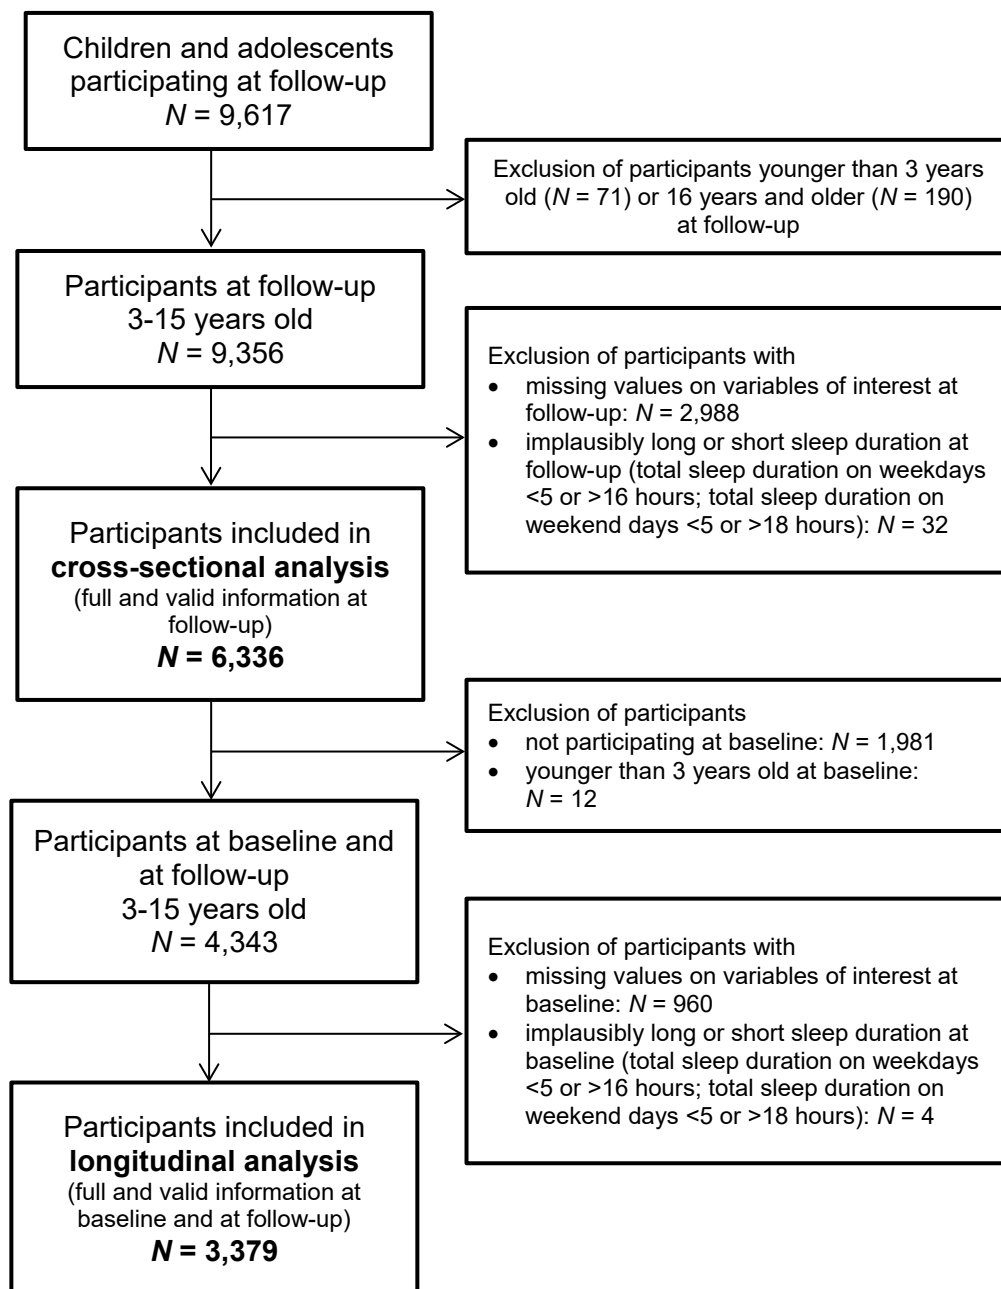 Children and adolescents
participating at follow-up
N = 9,617
Exclusion of participants younger than 3 years
old (N = 71) or 16 years and older (N = 190)
at follow-up
Participants at follow-up
3-15 years old
N = 9,356
Exclusion of participants with
• missing values on variables of interest at
follow-up: N = 2,988
• implausibly long or short sleep duration at
follow-up (total sleep duration on weekdays
<5 or >16 hours; total sleep duration on
weekend days <5 or >18 hours): N = 32
Participants included in
cross-sectional analysis
(full and valid information at
follow-up)
N = 6,336
Exclusion of participants
• not participating at baseline: N = 1,981
• younger than 3 years old at baseline:
N = 12
Participants at baseline and
at follow-up
3-15 years old
N = 4,343
Exclusion of participants with
• missing values on variables of interest at
baseline: N = 960
• implausibly long or short sleep duration at
baseline (total sleep duration on weekdays
<5 or >16 hours; total sleep duration on
weekend days <5 or >18 hours): N = 4
Participants included in
longitudinal analysis
(full and valid information at
baseline and at follow-up)
N = 3,379